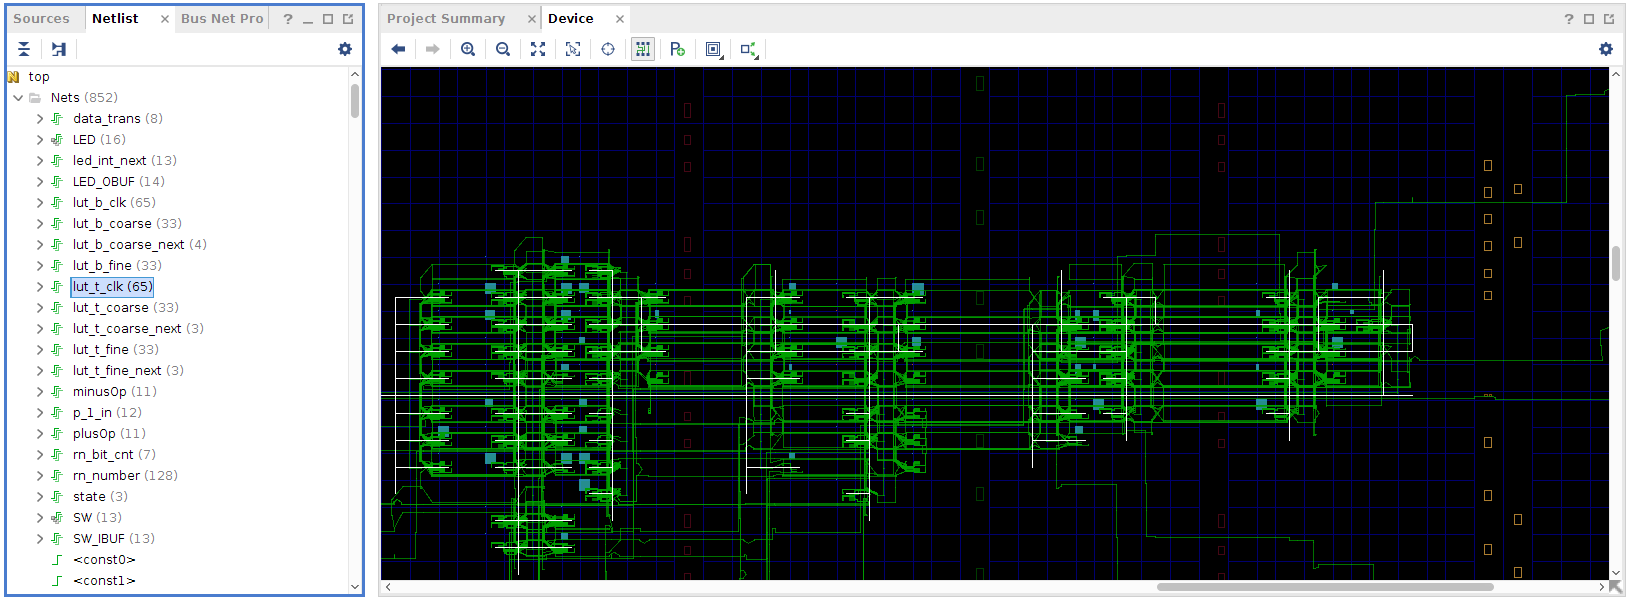 Sources Netlist × Bus Net Pro ?
Project Summary × Device × ?
top
Nets (852)
data_trans (8)
LED (16)
led_int_next (13)
LED_OBUF (14)
lut_b_clk (65)
lut_b_coarse (33)
lut_b_coarse_next (4)
lut_b_fine (33)
lut_t_clk (65)
lut_t_coarse (33)
lut_t_coarse_next (3)
lut_t_fine (33)
lut_t_fine_next (3)
minusOp (11)
p_1_in (12)
plusOp (11)
rn_bit_cnt (7)
rn_number (128)
state (3)
SW (13)
SW_IBUF (13)
<const0>
<const1>